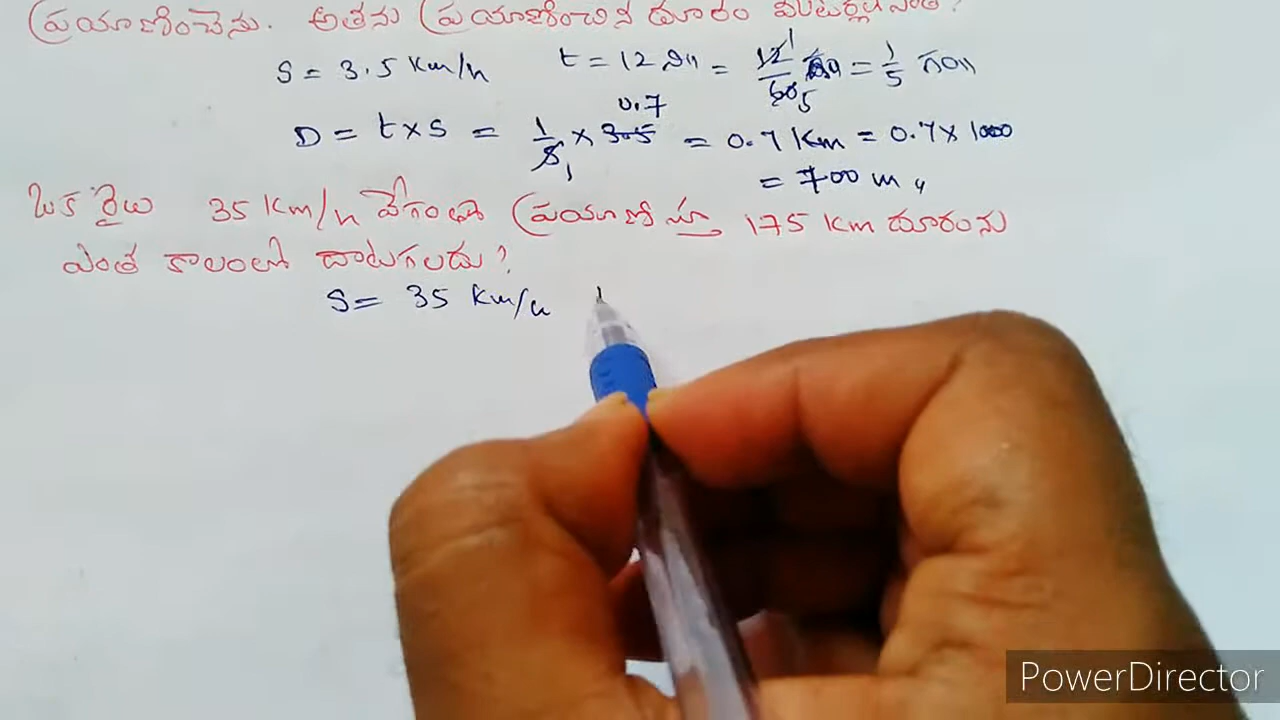 ప్రయాణించెను. అతను ప్రయాణించిన దూరం మీటర్లలో ఎంత?
S = 3.5 Km/h t = 12 ని॥ = 12/60 గం॥ = 1/5 గం॥
0.7
D = t×S = 1/5 × 3.5 = 0.7 Km = 0.7 × 1000
= 700 m
ఒక రైలు 35 Km/h వేగంతో ప్రయాణిస్తూ 175 Km దూరంను
ఎంత కాలంలో దాటగలదు?
S = 35 Km/h
PowerDirector